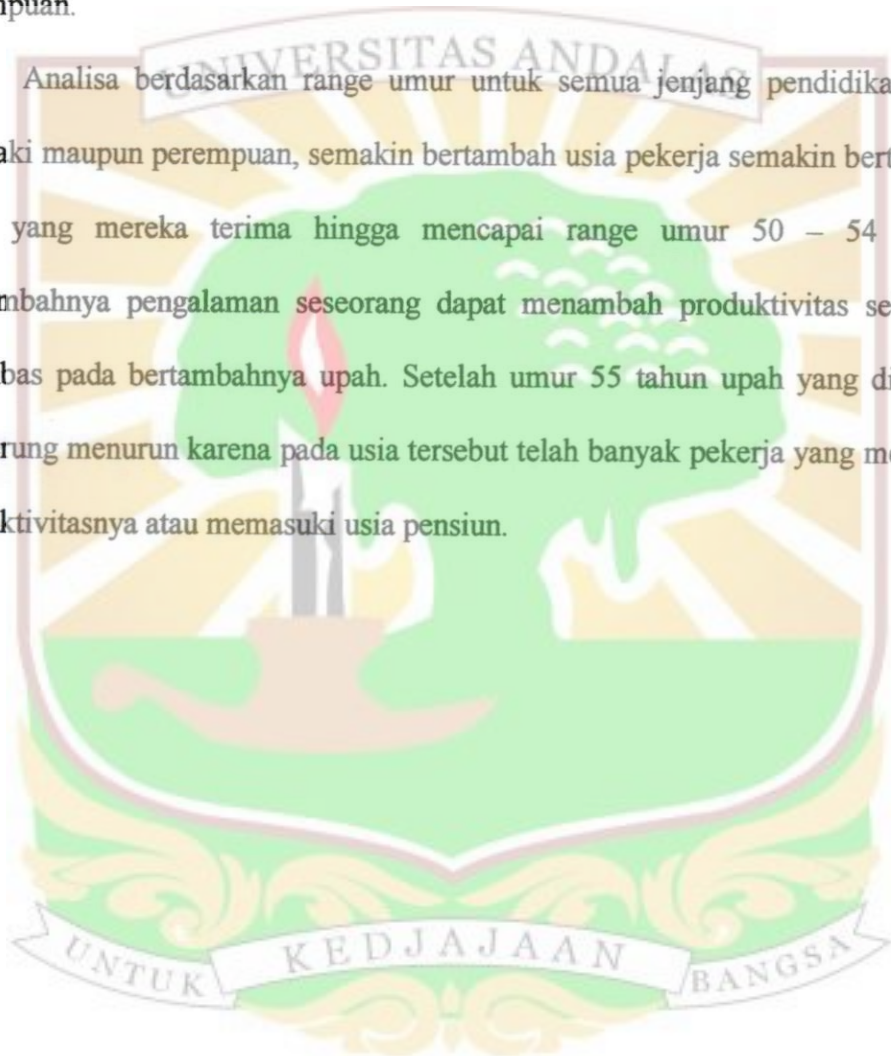 mpuan.
UNIVERSITAS ANDALAS
Analisa berdasarkan range umur untuk semua jenjang pendidika
aki maupun perempuan, semakin bertambah usia pekerja semakin bert
yang mereka terima hingga mencapai range umur 50 – 54
mbahnya pengalaman seseorang dapat menambah produktivitas se
bas pada bertambahnya upah. Setelah umur 55 tahun upah yang di
rung menurun karena pada usia tersebut telah banyak pekerja yang m
ktivitasnya atau memasuki usia pensiun.
UNTUK KEDJAJAAN BANGSA